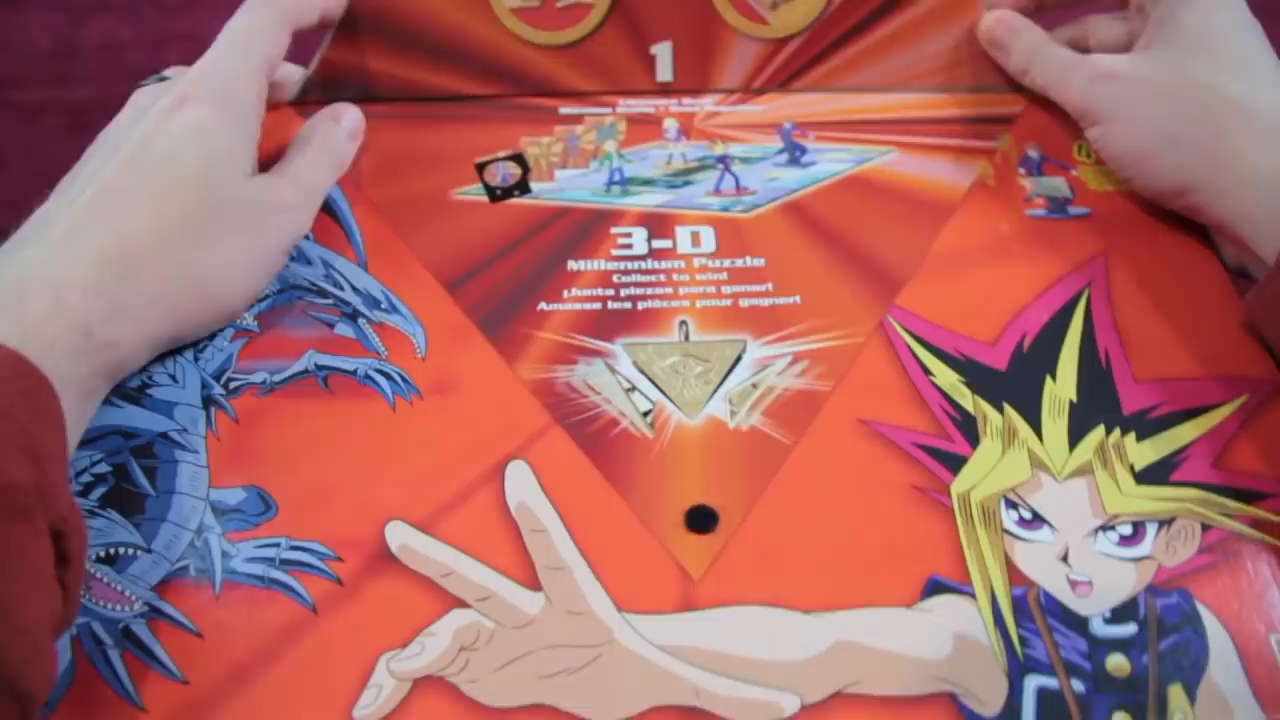 1
3-D
Millennium Puzzle
Collect to win!
¡Junta piezas para ganar!
Amasse les pièces pour gagner!